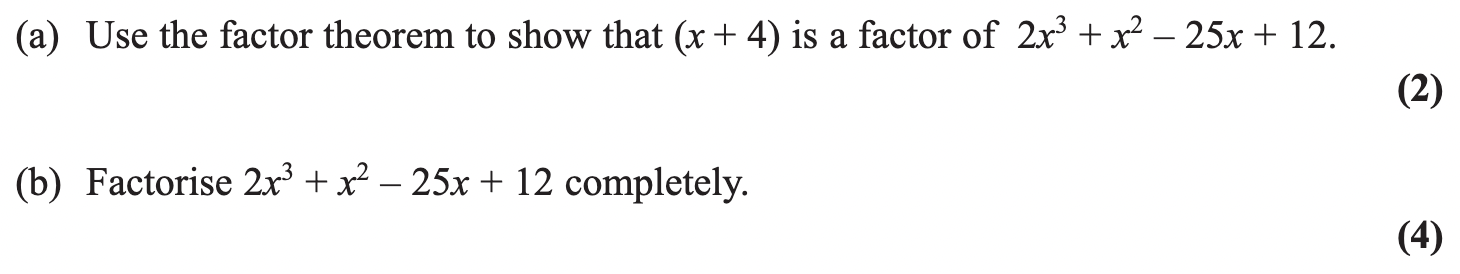 (a) Use the factor theorem to show that (x + 4) is a factor of 2x³ + x² – 25x + 12.
(2)
(b) Factorise 2x³ + x² – 25x + 12 completely.
(4)